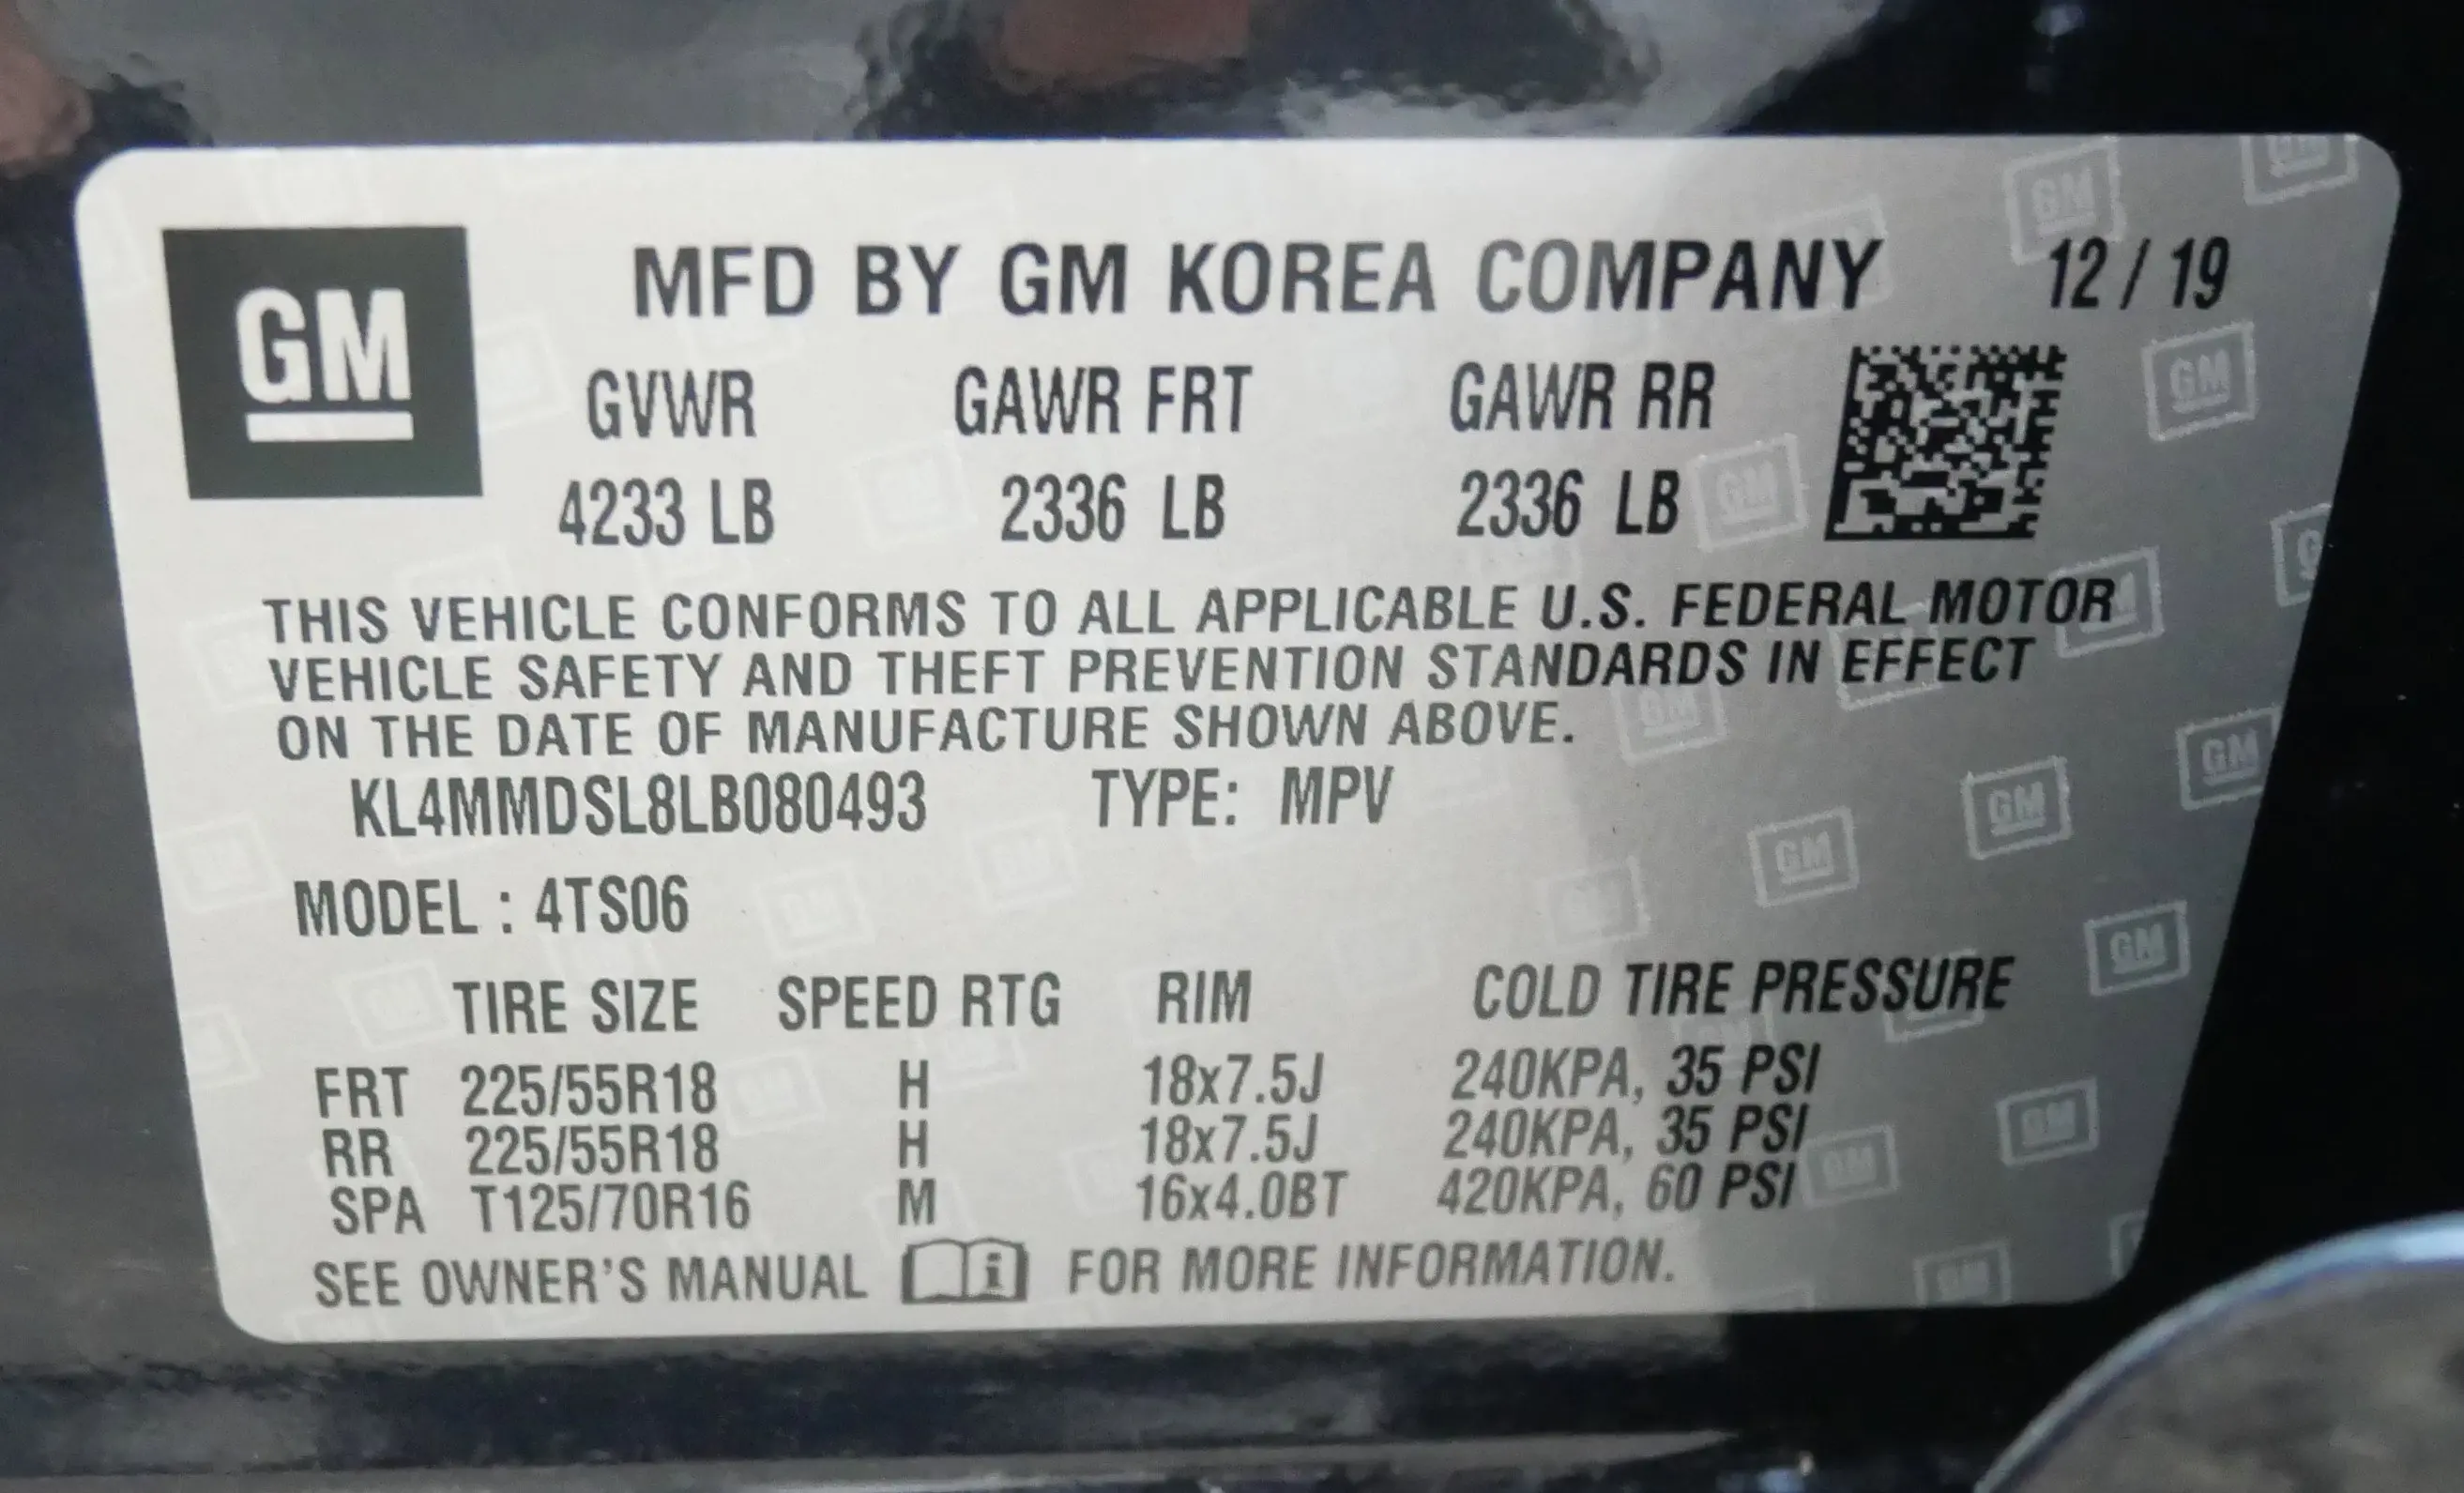 GM
MFD BY GM KOREA COMPANY 12 / 19
GVWR GAWR FRT GAWR RR
4233 LB 2336 LB 2336 LB
THIS VEHICLE CONFORMS TO ALL APPLICABLE U.S. FEDERAL MOTOR
VEHICLE SAFETY AND THEFT PREVENTION STANDARDS IN EFFECT
ON THE DATE OF MANUFACTURE SHOWN ABOVE.
KL4MMDSL8LB080493 TYPE: MPV
MODEL : 4TS06
TIRE SIZE SPEED RTG RIM COLD TIRE PRESSURE
FRT 225/55R18 H 18x7.5J 240KPA, 35 PSI
RR 225/55R18 H 18x7.5J 240KPA, 35 PSI
SPA T125/70R16 M 16x4.0BT 420KPA, 60 PSI
SEE OWNER'S MANUAL i FOR MORE INFORMATION.